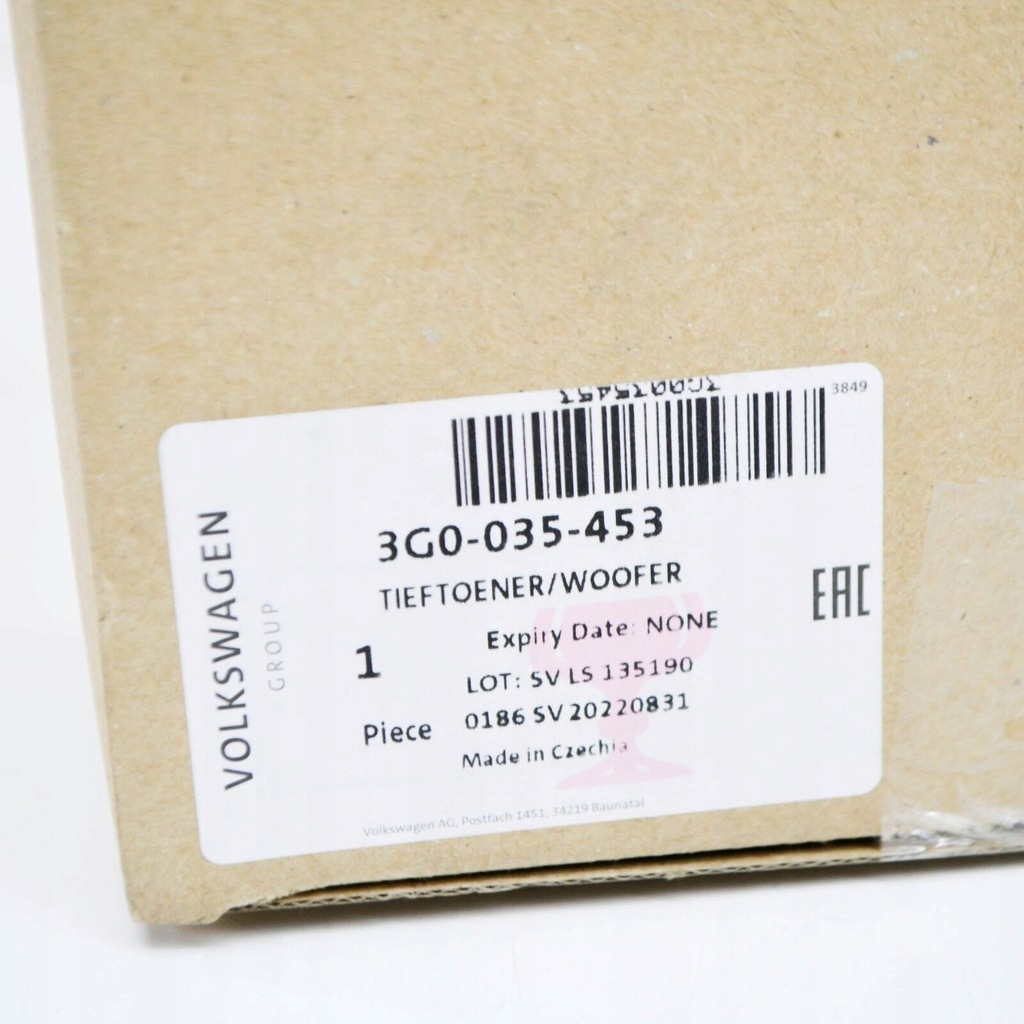 3G0035453
3849
3G0-035-453
TIEFTOENER/WOOFER
EAC
VOLKSWAGEN
GROUP
1
Piece
Expiry Date: NONE
LOT: SV LS 135190
0186 SV 20220831
Made in Czechia
Volkswagen AG, Postfach 1451, 34219 Baunatal